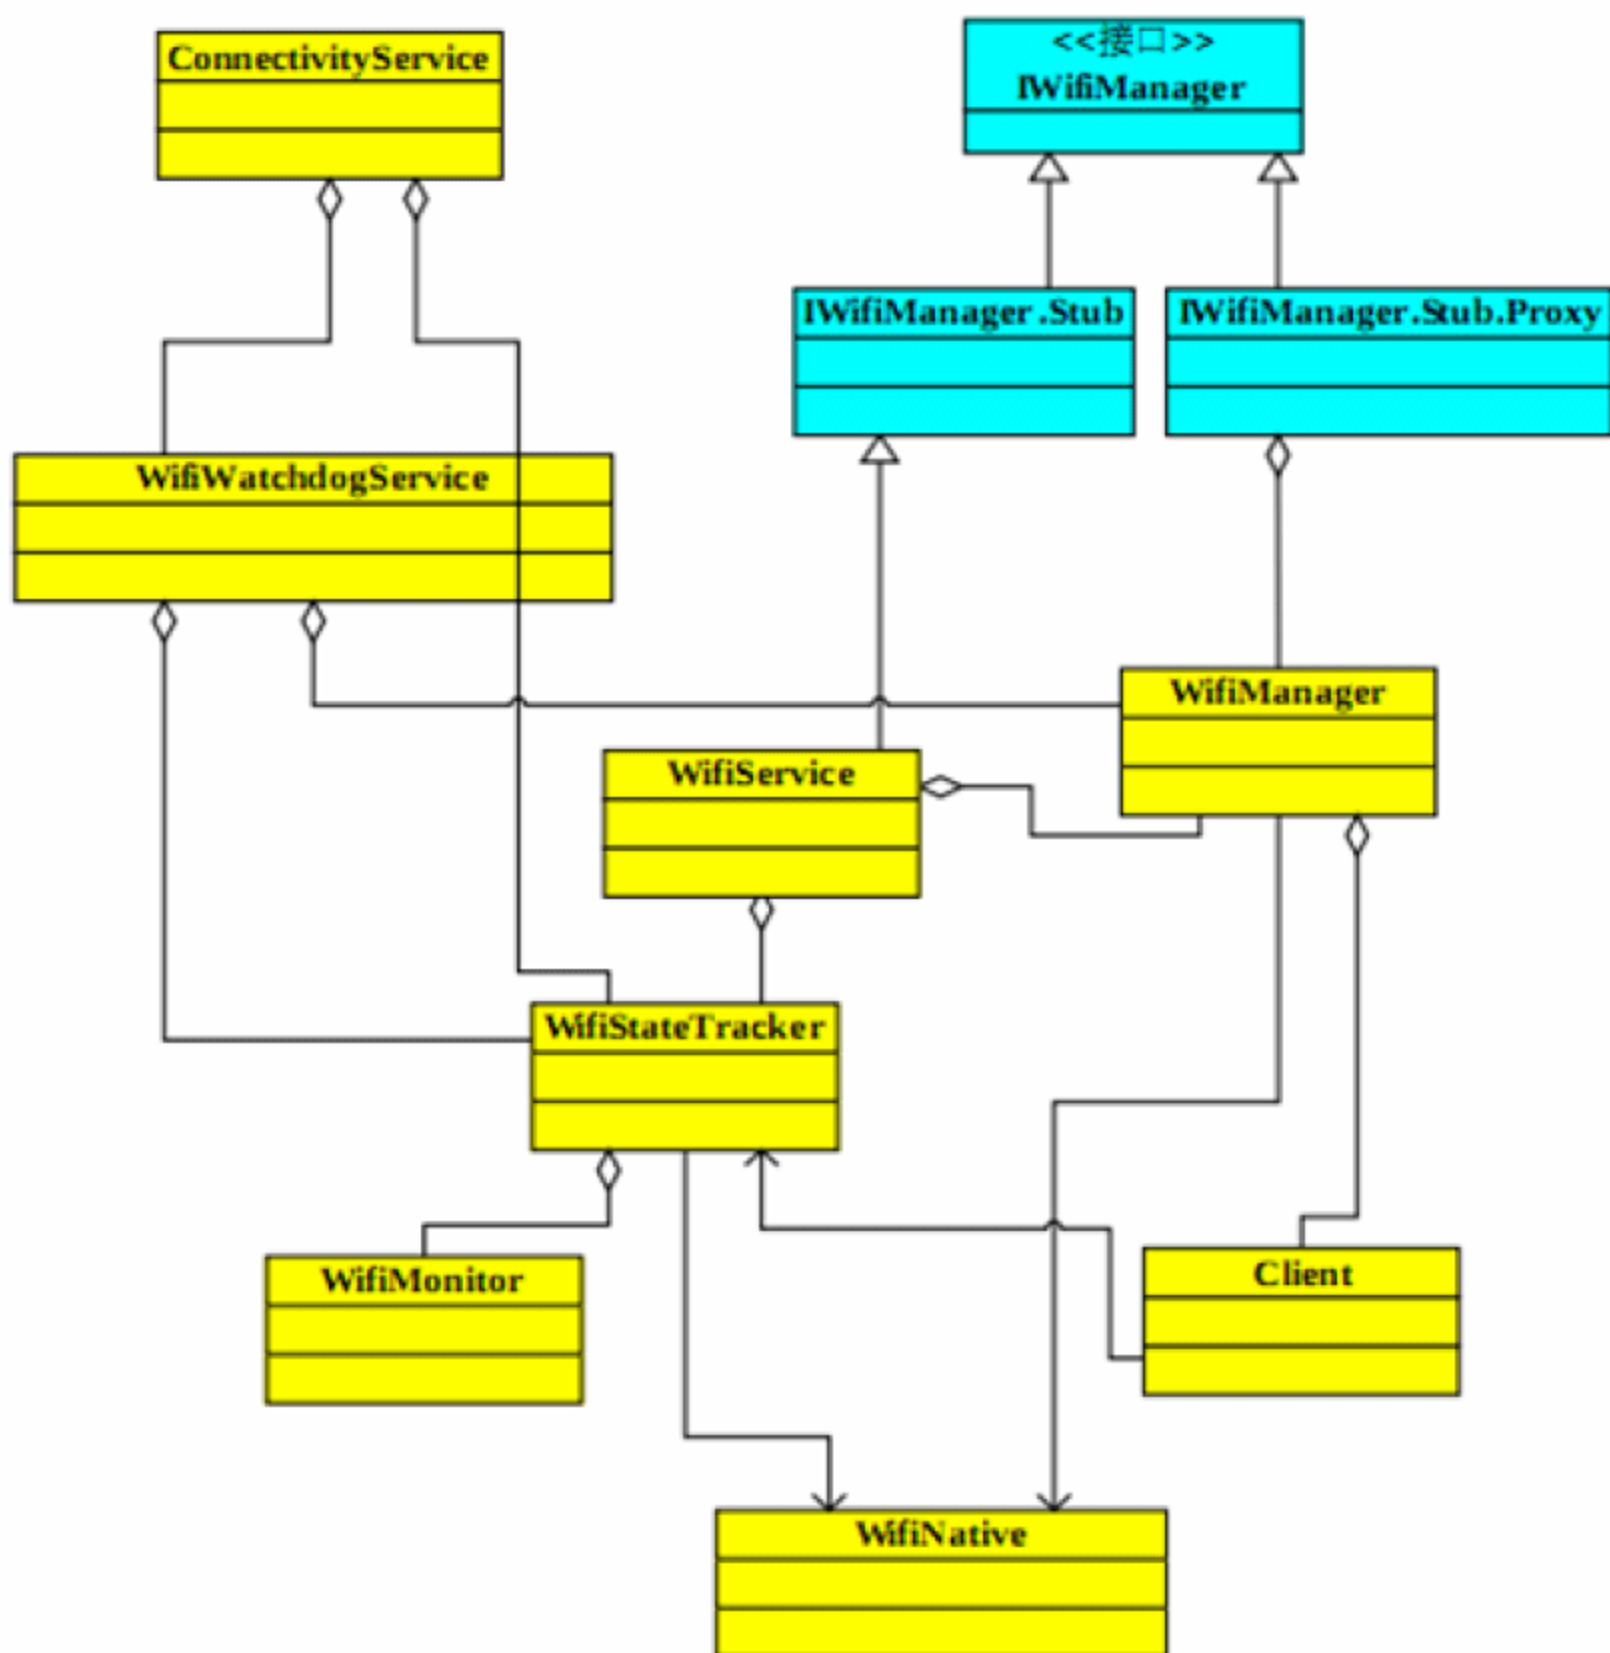 ConnectivityService
<<接口>>
IWifiManager
IWifiManager.Stub
IWifiManager.Stub.Proxy
WifiWatchdogService
WifiManager
WifiService
WifiStateTracker
WifiMonitor
Client
WifiNative